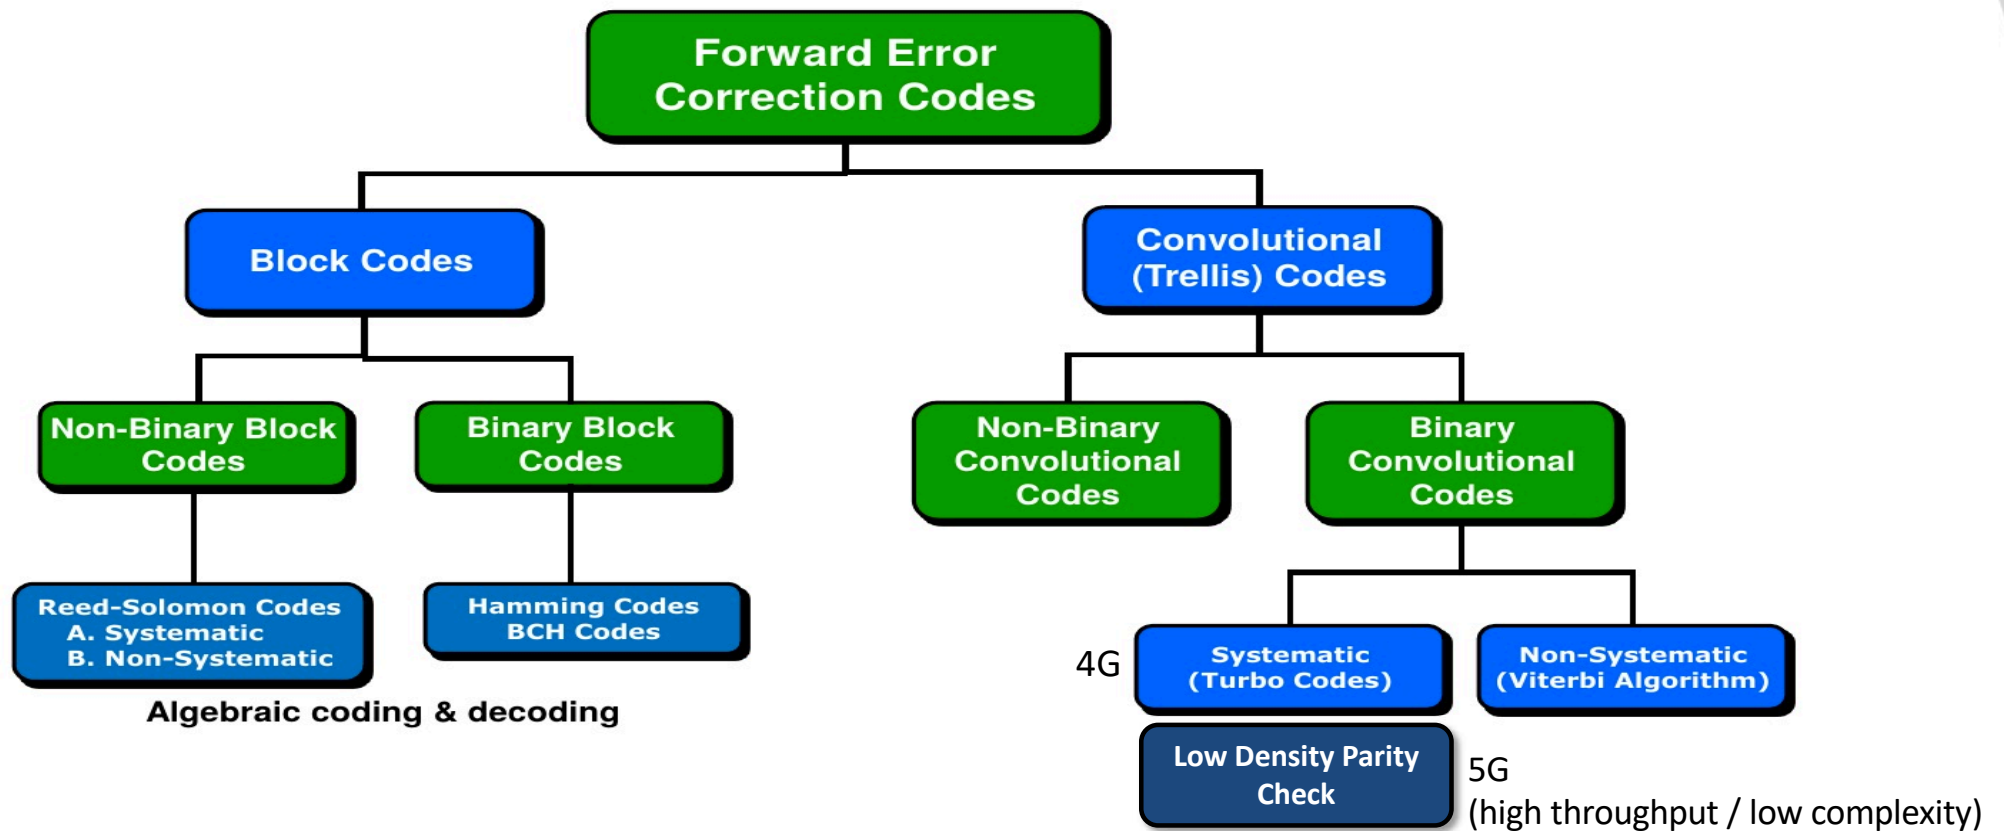 Forward Error
Correction Codes
Block Codes
Convolutional
(Trellis) Codes
Non-Binary Block
Codes
Binary Block
Codes
Non-Binary
Convolutional
Codes
Binary
Convolutional
Codes
Reed-Solomon Codes
A. Systematic
B. Non-Systematic
Hamming Codes
BCH Codes
Algebraic coding & decoding
4G
Systematic
(Turbo Codes)
Non-Systematic
(Viterbi Algorithm)
Low Density Parity
Check
5G
(high throughput / low complexity)